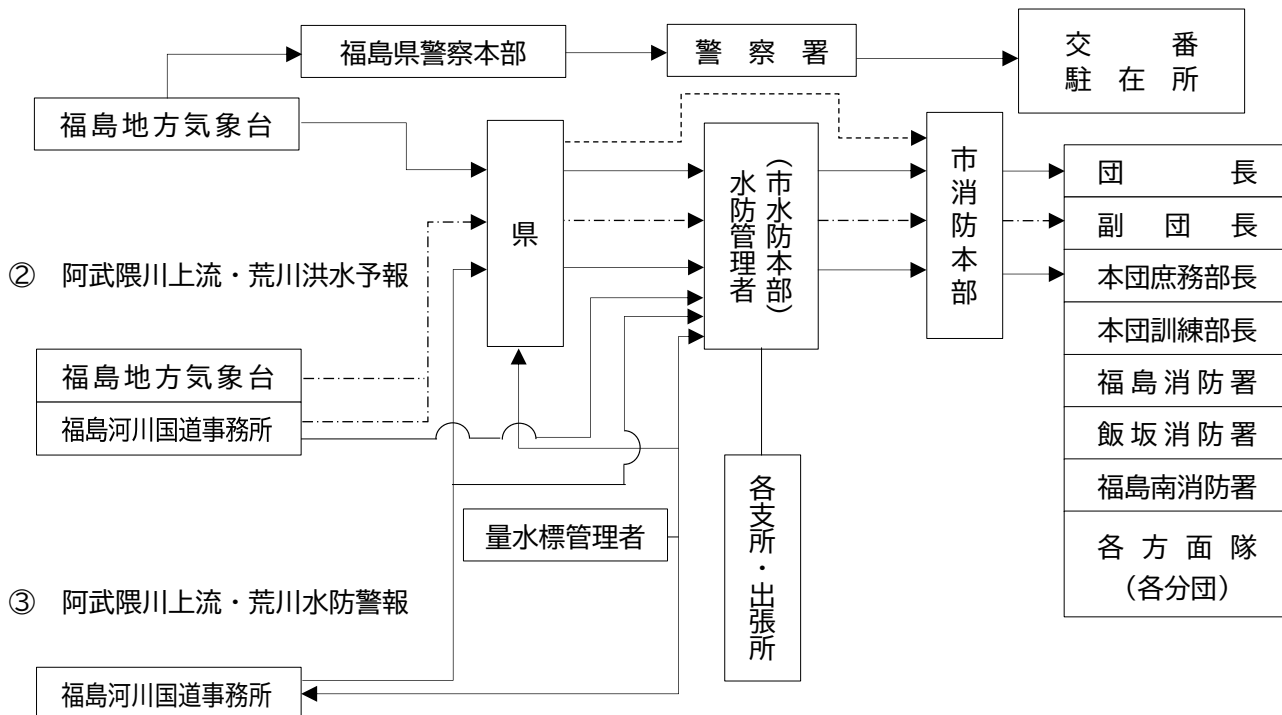 福島県警察本部
警察署
交番
駐在所
福島地方気象台
県
水防管理者
（市水防本部）
市消防本部
団長
副団長
本団庶務部長
本団訓練部長
福島消防署
飯坂消防署
福島南消防署
各方面隊
（各分団）
② 阿武隈川上流・荒川洪水予報
福島地方気象台
福島河川国道事務所
量水標管理者
各支所・出張所
③ 阿武隈川上流・荒川水防警報
福島河川国道事務所